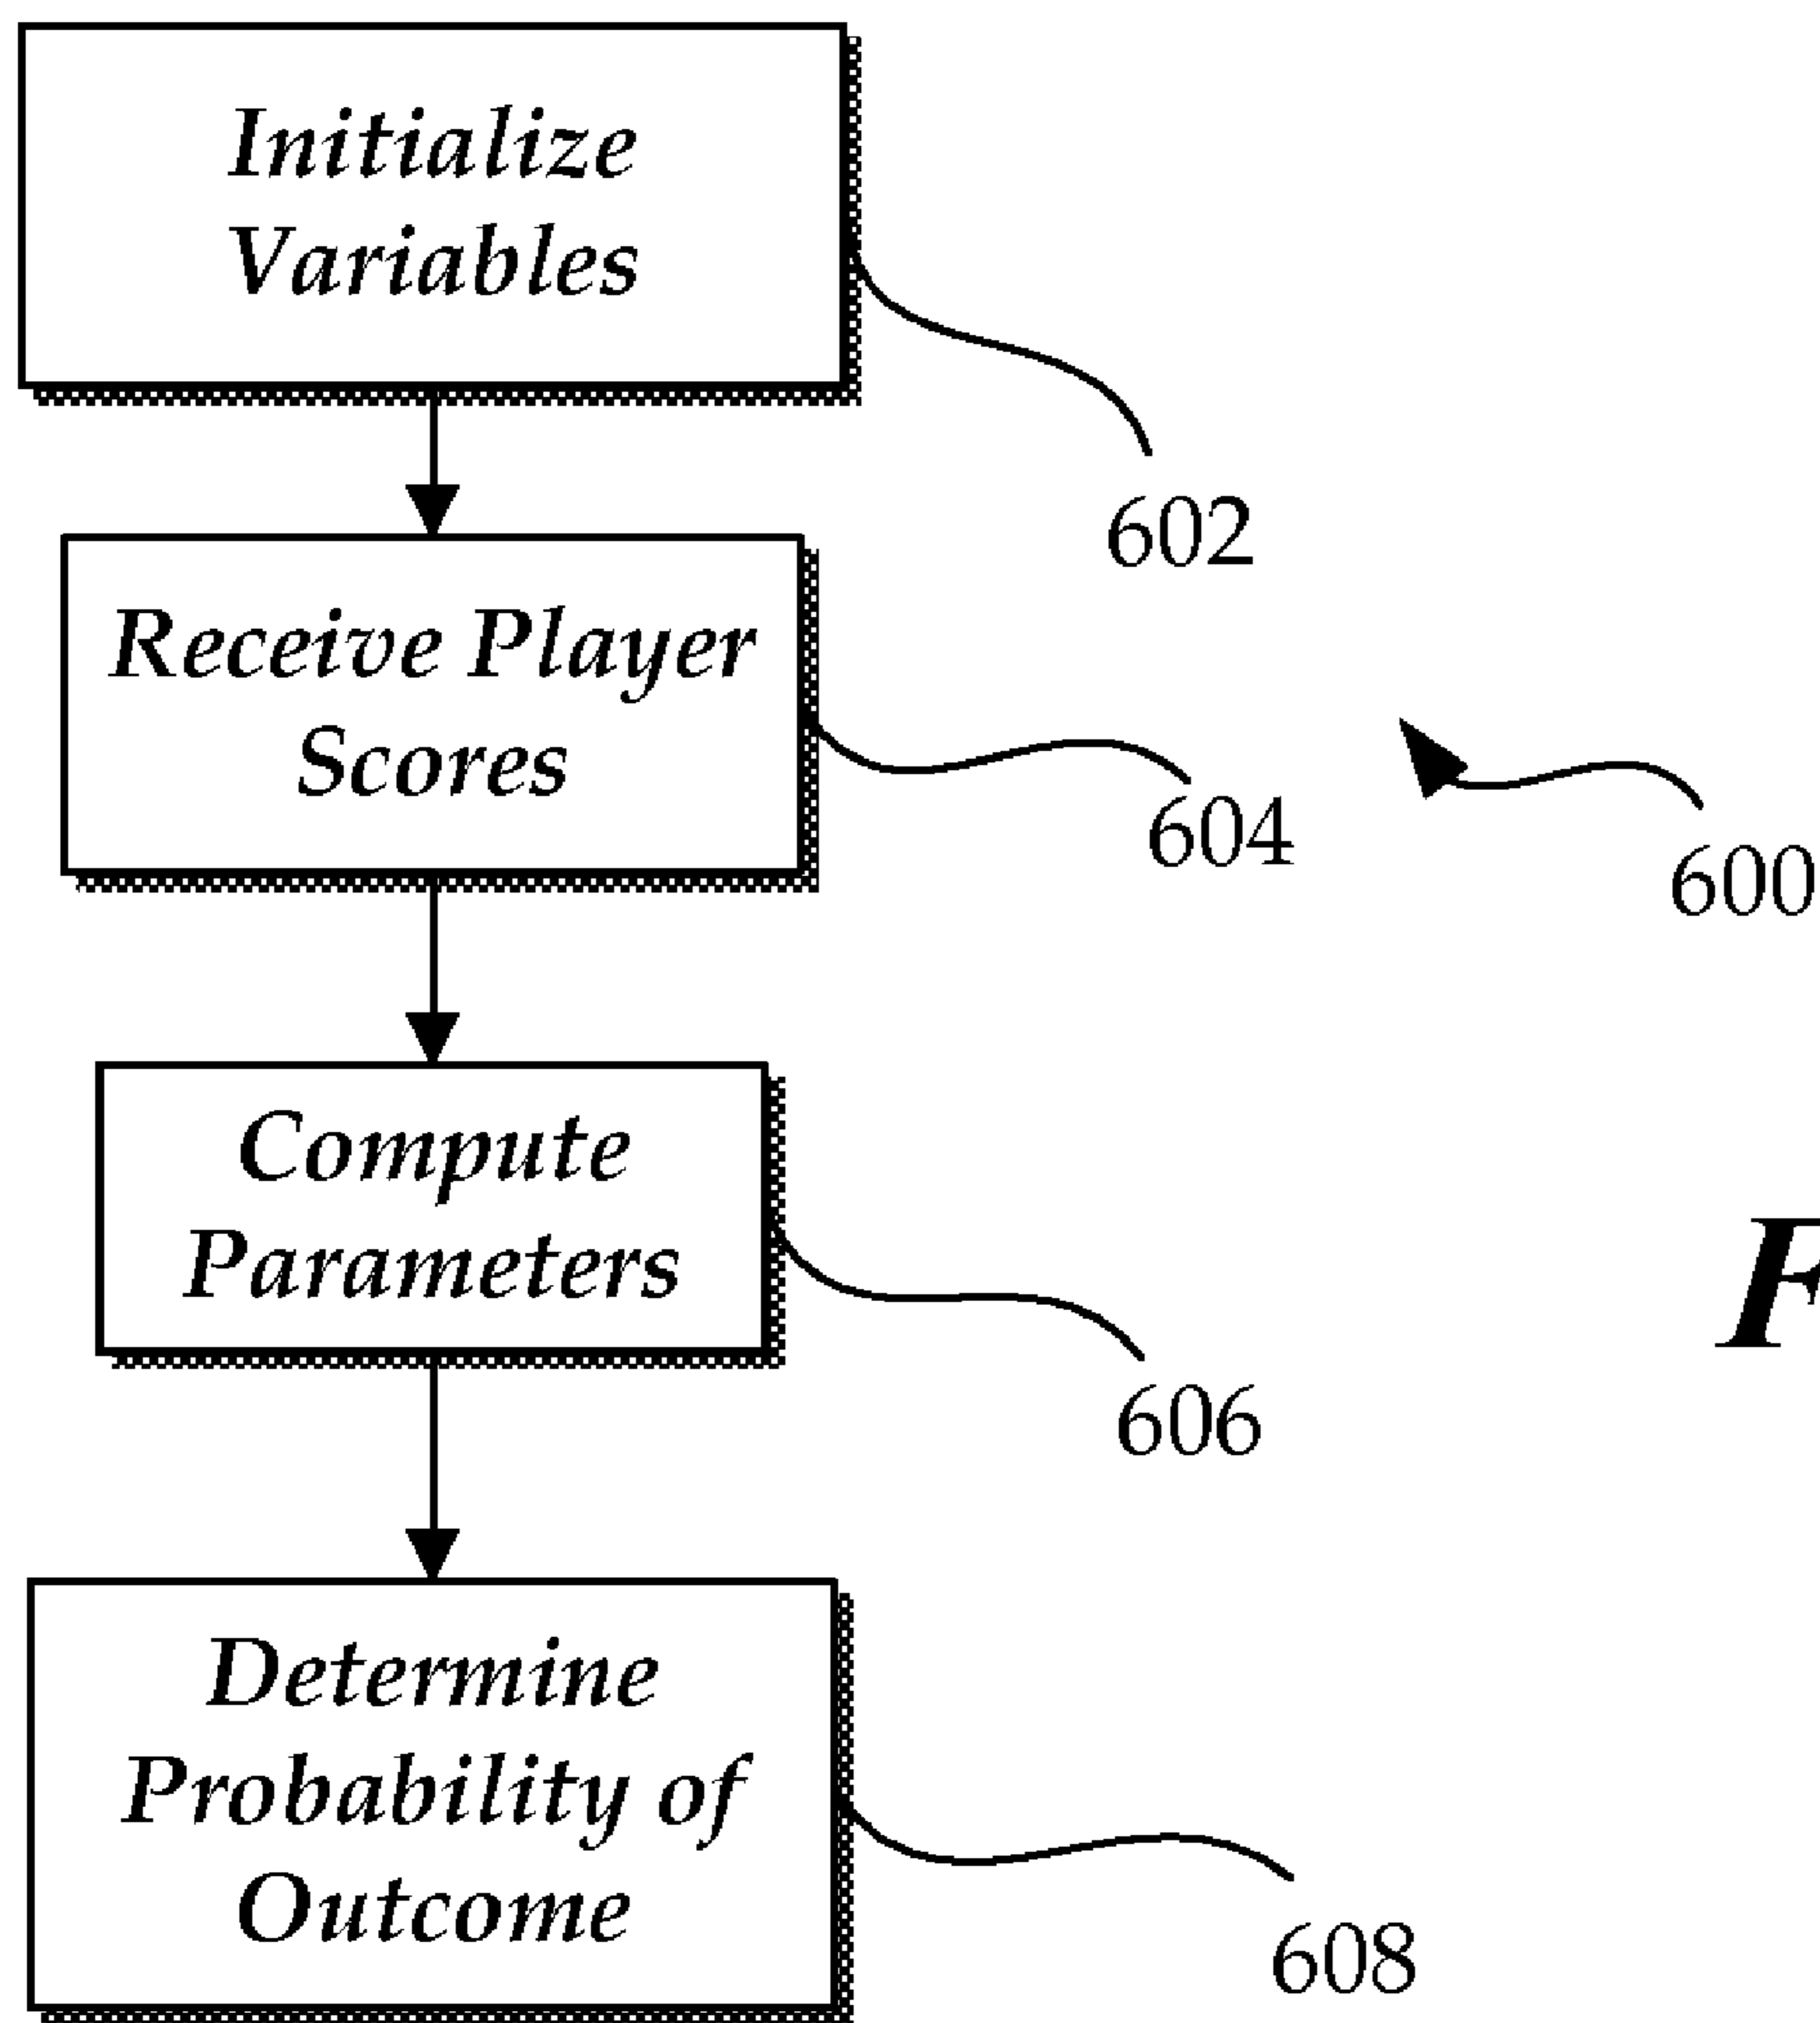 Initialize
Variables
602
Receive Player
Scores
604
600
Compute
Parameters
F
606
Determine
Probability of
Outcome
608